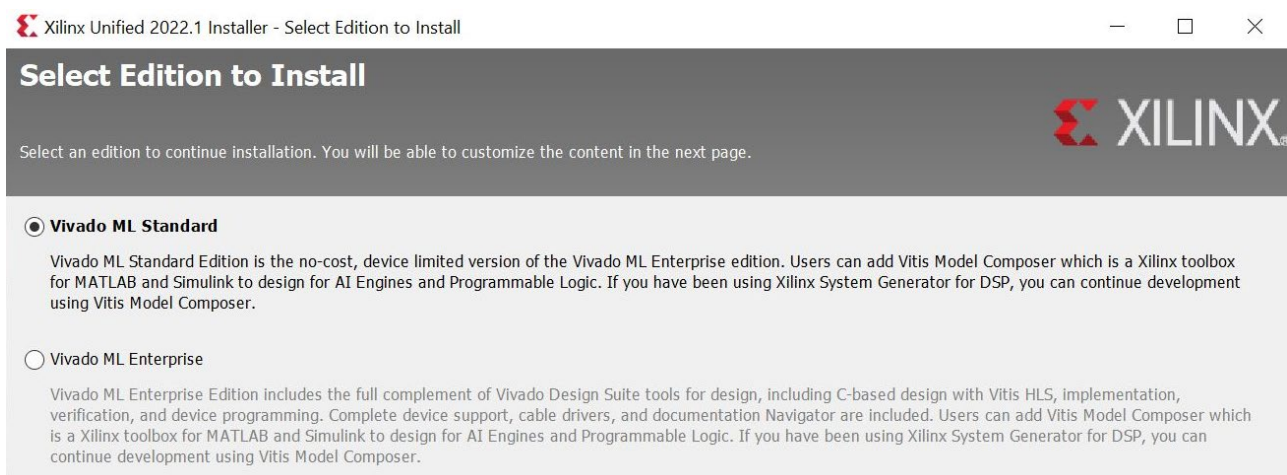 Xilinx Unified 2022.1 Installer - Select Edition to Install
Select Edition to Install
XILINX®
Select an edition to continue installation. You will be able to customize the content in the next page.
Vivado ML Standard
Vivado ML Standard Edition is the no-cost, device limited version of the Vivado ML Enterprise edition. Users can add Vitis Model Composer which is a Xilinx toolbox
for MATLAB and Simulink to design for AI Engines and Programmable Logic. If you have been using Xilinx System Generator for DSP, you can continue development
using Vitis Model Composer.
Vivado ML Enterprise
Vivado ML Enterprise Edition includes the full complement of Vivado Design Suite tools for design, including C-based design with Vitis HLS, implementation,
verification, and device programming. Complete device support, cable drivers, and documentation Navigator are included. Users can add Vitis Model Composer which
is a Xilinx toolbox for MATLAB and Simulink to design for AI Engines and Programmable Logic. If you have been using Xilinx System Generator for DSP, you can
continue development using Vitis Model Composer.